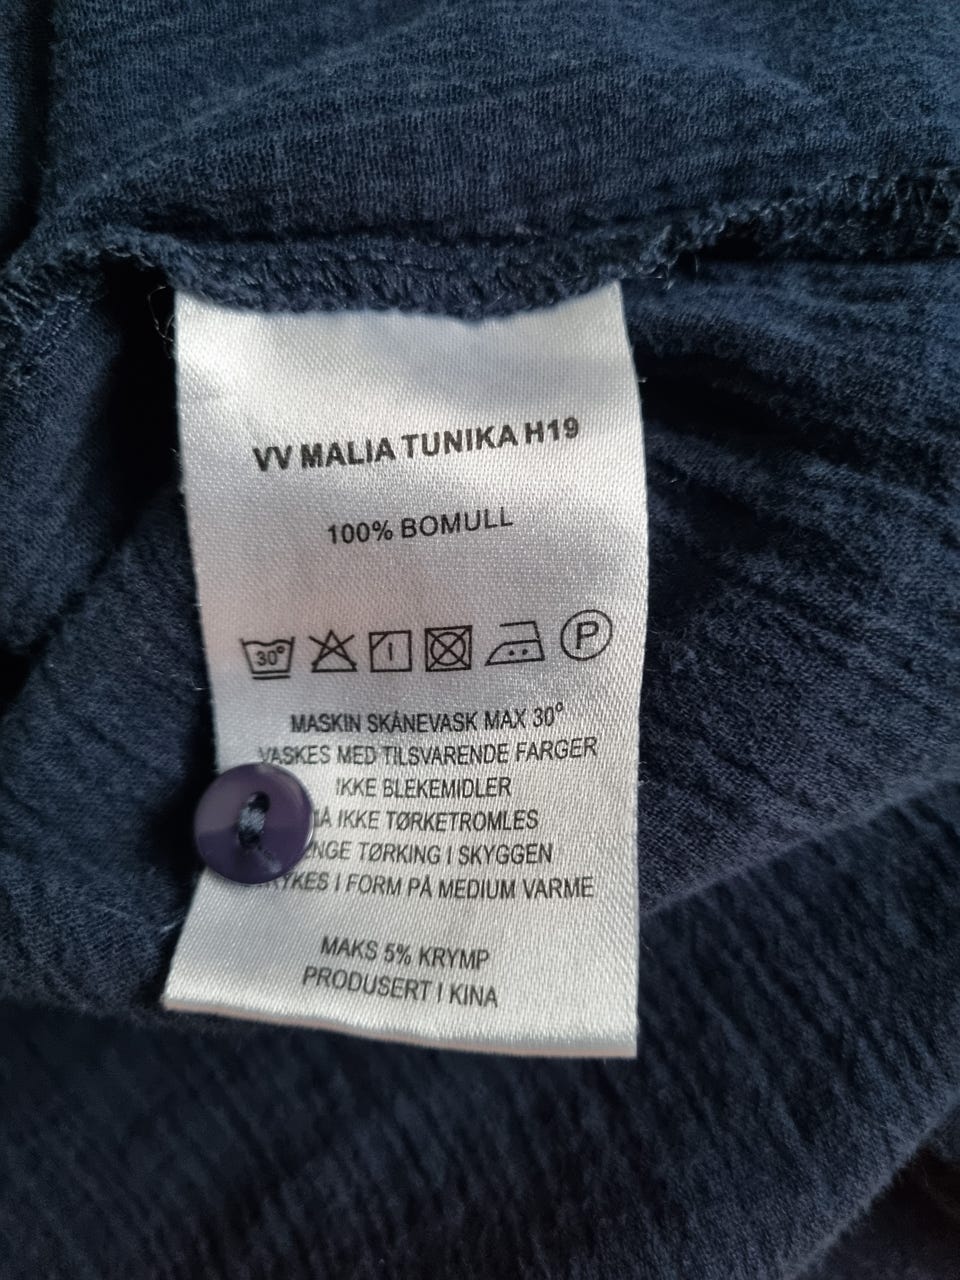 VV MALIA TUNIKA H19
100% BOMULL
30° P
MASKIN SKÅNEVASK MAX 30°
VASKES MED TILSVARENDE FARGER
IKKE BLEKEMIDLER
IKKE TØRKETROMLES
TØRKING I SKYGGEN
I FORM PÅ MEDIUM VARME
MAKS 5% KRYMP
PRODUSERT I KINA